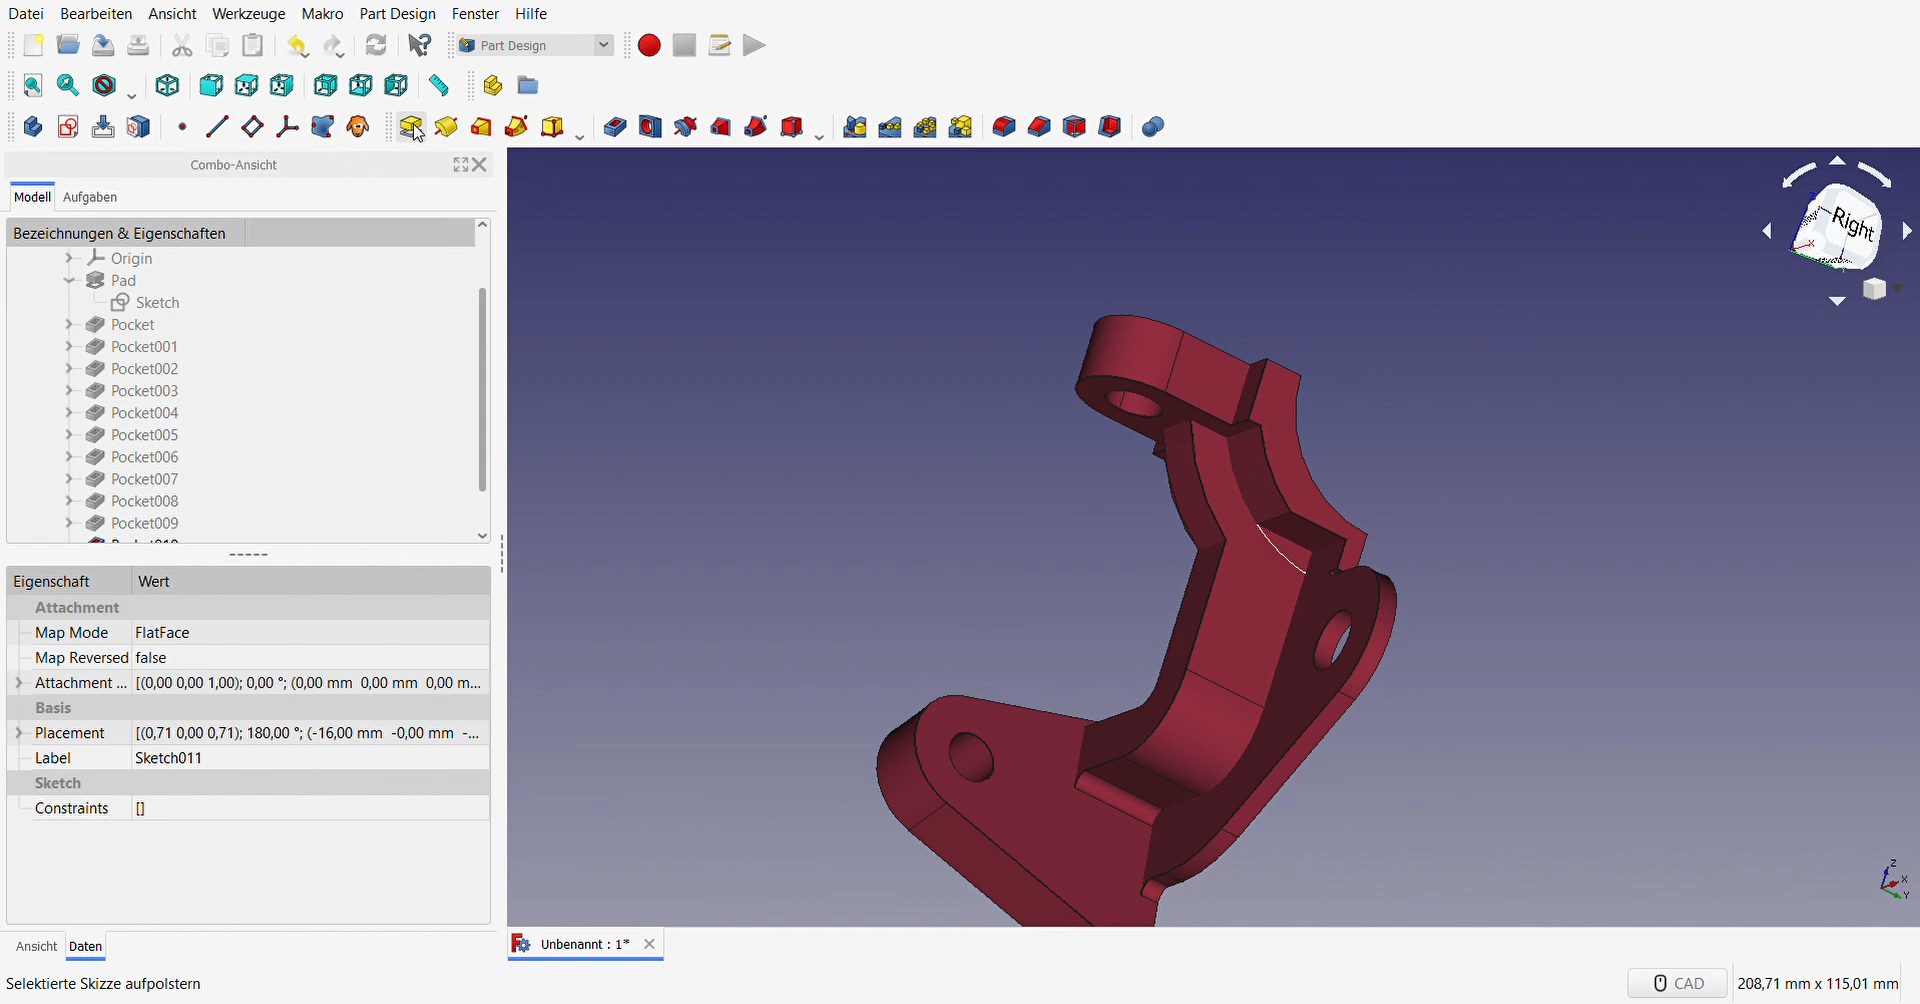 Datei Bearbeiten Ansicht Werkzeuge Makro Part Design Fenster Hilfe
Part Design
Combo-Ansicht
Modell Aufgaben
Bezeichnungen & Eigenschaften
Origin
Pad
Sketch
Pocket
Pocket001
Pocket002
Pocket003
Pocket004
Pocket005
Pocket006
Pocket007
Pocket008
Pocket009
Eigenschaft Wert
Attachment
Map Mode FlatFace
Map Reversed false
Attachment ... [(0,00 0,00 1,00); 0,00 °; (0,00 mm 0,00 mm 0,00 m...
Basis
Placement [(0,71 0,00 0,71); 180,00 °; (-16,00 mm -0,00 mm -...
Label Sketch011
Sketch
Constraints []
Ansicht Daten
Right
X
Z
X
Y
Unbenannt : 1*
Selektierte Skizze aufpolstern
CAD
208,71 mm x 115,01 mm